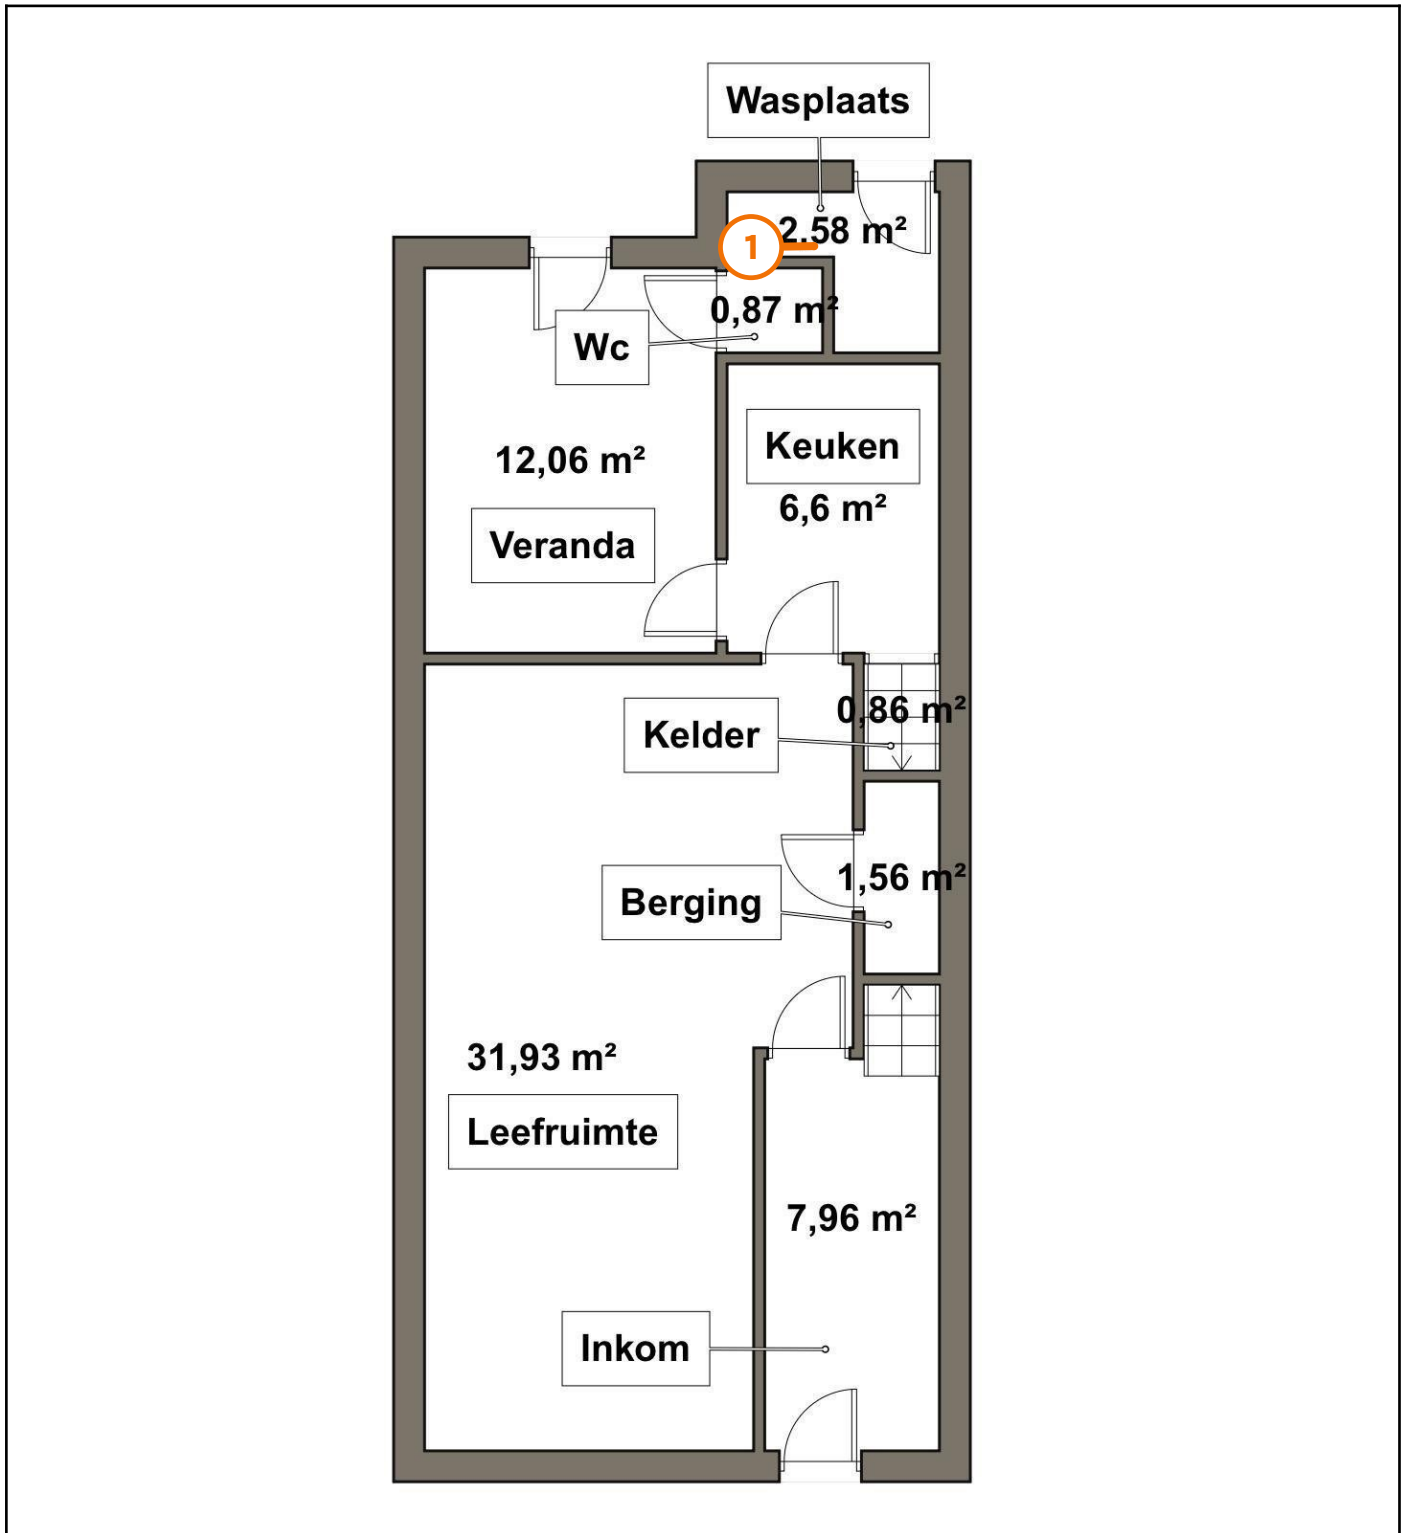 Wasplaats
2.58 m²
1
0,87 m²
Wc
12,06 m²
Keuken
6,6 m²
Veranda
0,86 m²
Kelder
1,56 m²
Berging
31,93 m²
Leefruimte
7,96 m²
Inkom